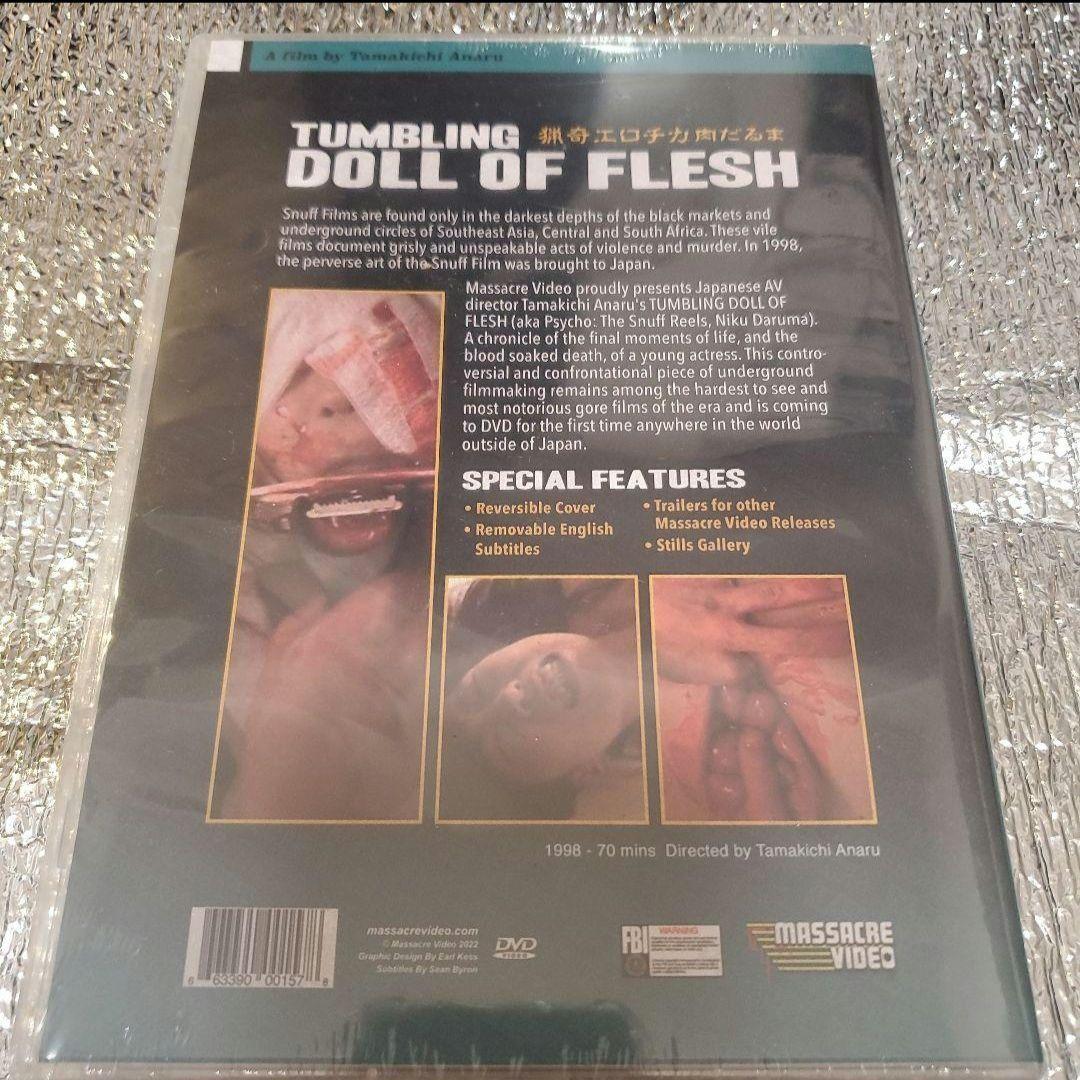 A film by Tamakichi Anaru
TUMBLING 猟奇エロチカ肉だるま
DOLL OF FLESH
Snuff Films are found only in the darkest depths of the black markets and
underground circles of Southeast Asia, Central and South Africa. These vile
films document grisly and unspeakable acts of violence and murder. In 1998,
the perverse art of the Snuff Film was brought to Japan.
Massacre Video proudly presents Japanese AV
director Tamakichi Anaru's TUMBLING DOLL OF
FLESH (aka Psycho: The Snuff Reels, Niku Daruma).
A chronicle of the final moments of life, and the
blood soaked death, of a young actress. This contro-
versial and confrontational piece of underground
filmmaking remains among the hardest to see and
most notorious gore films of the era and is coming
to DVD for the first time anywhere in the world
outside of Japan.
SPECIAL FEATURES
• Reversible Cover
• Removable English
Subtitles
• Trailers for other
Massacre Video Releases
• Stills Gallery
1998 - 70 mins Directed by Tamakichi Anaru
massacrevideo.com
© Massacre Video 2022
Graphic Design By Earl Kess
Subtitles By Sean Byron
DVD
VIDEO
FBI
WARNING
MASSACRE
VIDEO
6 63390 00157 8